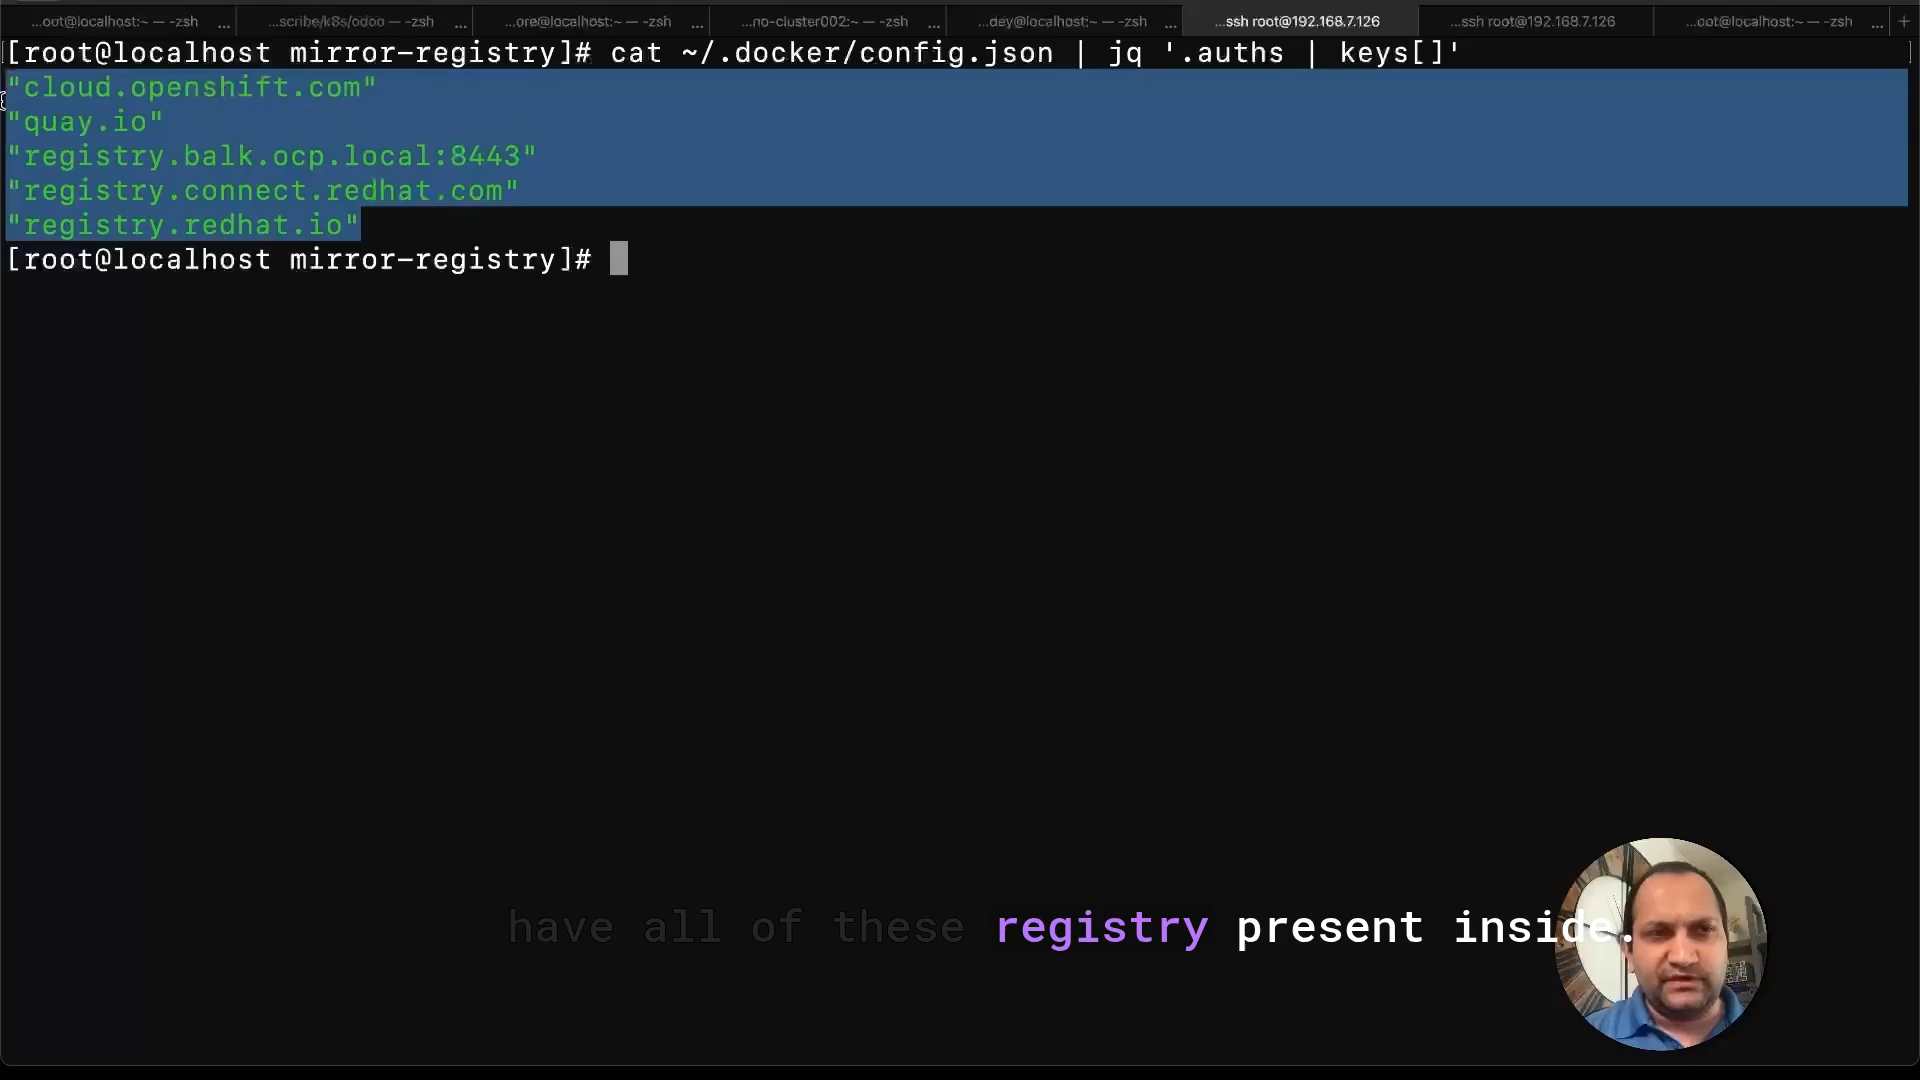 ...oot@localhost:~ — -zsh ... ...scribe/k8s/odoo — -zsh ... ...ore@localhost:~ — -zsh ... ...no-cluster002:~ — -zsh ... ...dey@localhost:~ — -zsh ... ...ssh root@192.168.7.126 ...ssh root@192.168.7.126 ...oot@localhost:~ — -zsh ... +
[root@localhost mirror-registry]# cat ~/.docker/config.json | jq '.auths | keys[]'
"cloud.openshift.com"
"quay.io"
"registry.balk.ocp.local:8443"
"registry.connect.redhat.com"
"registry.redhat.io"
[root@localhost mirror-registry]#
have all of these registry present inside.